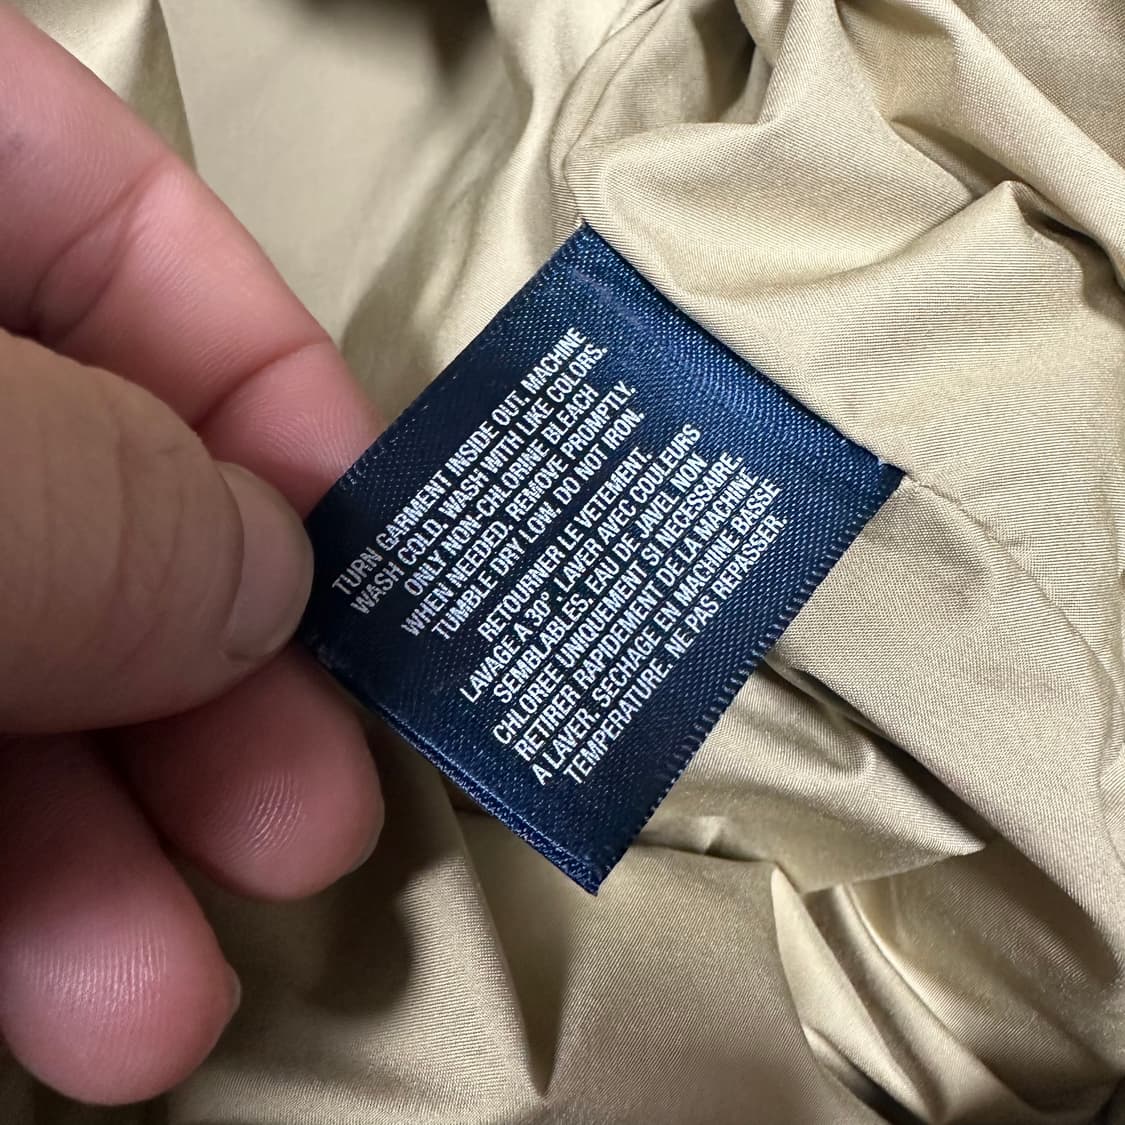 TURN GARMENT INSIDE OUT. MACHINE
WASH COLD. WASH WITH LIKE COLORS.
ONLY NON-CHLORINE BLEACH
WHEN NEEDED. REMOVE PROMPTLY.
TUMBLE DRY LOW. DO NOT IRON.
RETOURNER LE VETEMENT.
LAVAGE A 30°. LAVER AVEC COULEURS
SEMBLABLES. EAU DE JAVEL NON
CHLOREE UNIQUEMENT SI NECESSAIRE.
RETIRER RAPIDEMENT DE LA MACHINE
A LAVER. SECHAGE EN MACHINE BASSE
TEMPERATURE. NE PAS REPASSER.